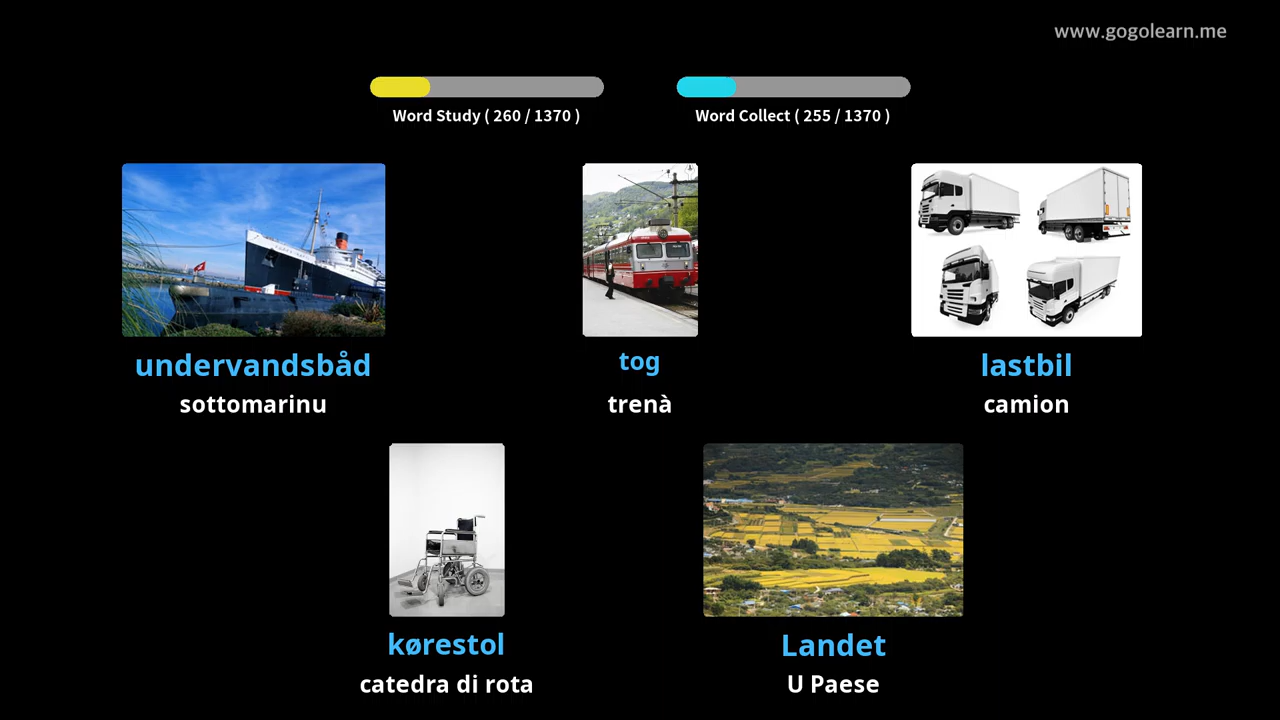 www.gogolearn.me
Word Study ( 260 / 1370 )
Word Collect ( 255 / 1370 )
undervandsbåd
sottomarinu
tog
trenà
lastbil
camion
kørestol
catedra di rota
Landet
U Paese